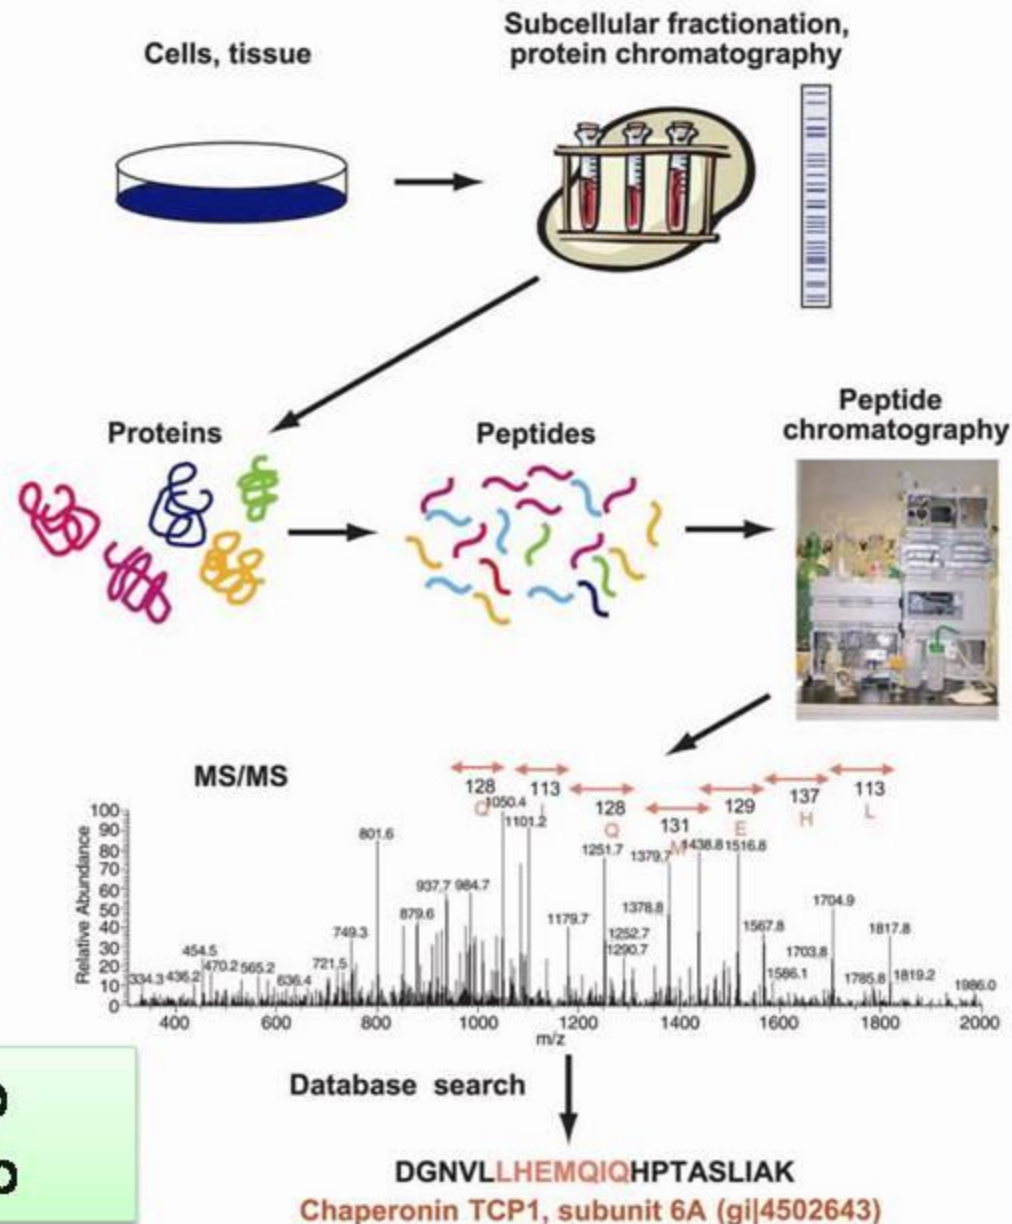 Cells, tissue
Subcellular fractionation,
protein chromatography
Proteins
Peptides
Peptide
chromatography
MS/MS
128
Q
113
I
128
Q
131
M
129
E
137
H
113
L
Relative Abundance
100
90
80
70
60
50
40
30
20
10
0
334.3
436.2
454.5
470.2
565.2
636.4
721.5
749.3
801.6
879.6
937.7
984.7
1050.4
1101.2
1179.7
1251.7
1252.7
1290.7
1378.8
1379.7
1438.8
1516.8
1567.8
1586.1
1703.8
1704.9
1785.8
1817.8
1819.2
1986.0
400
600
800
1000
1200
1400
1600
1800
2000
m/z
Database search
DGNVLLHEMQIQHPTASLIAK
Chaperonin TCP1, subunit 6A (gi|4502643)